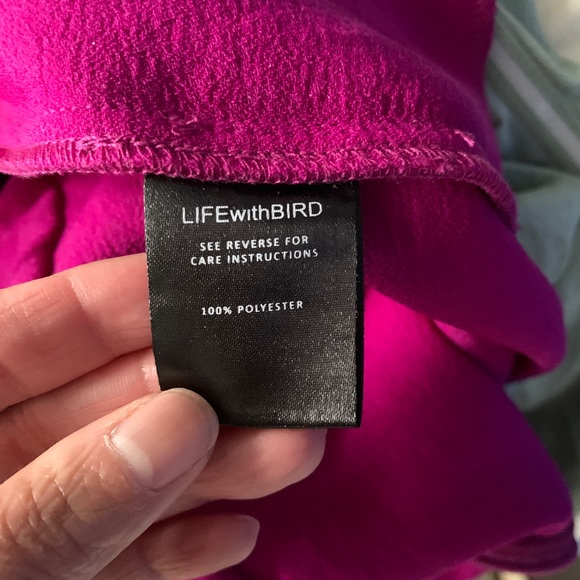 LIFEwithBIRD
SEE REVERSE FOR
CARE INSTRUCTIONS
100% POLYESTER